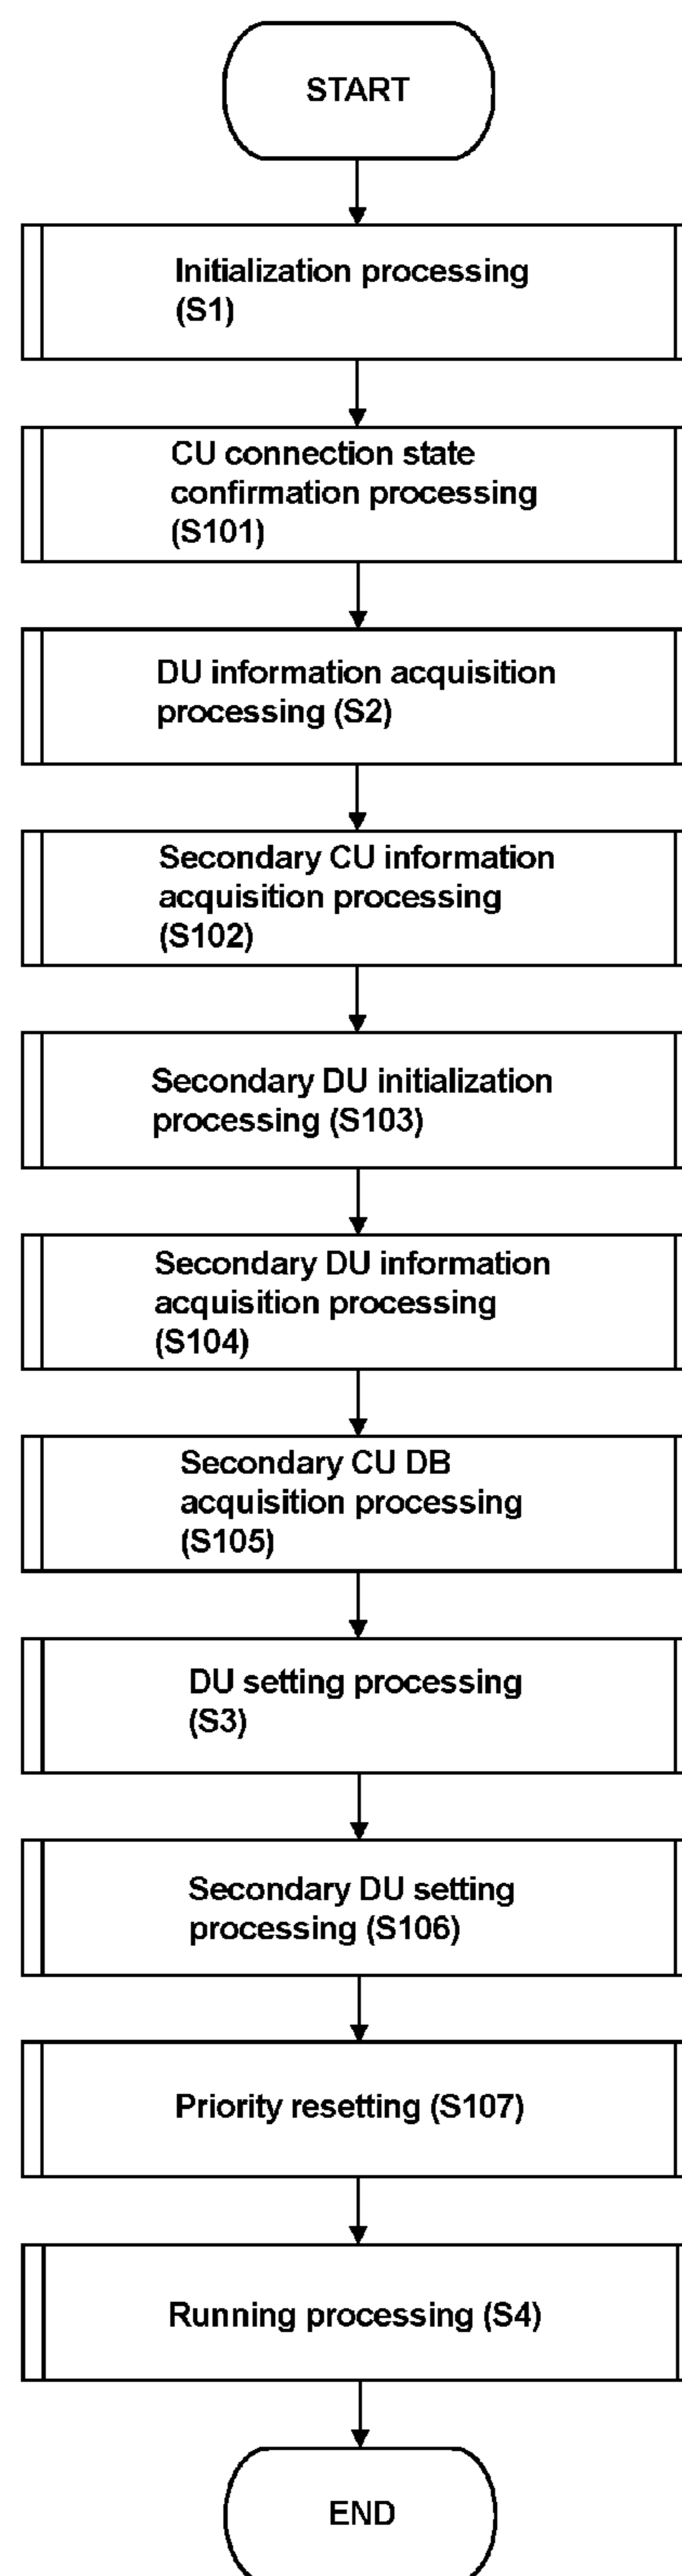 START
Initialization processing
(S1)
CU connection state
confirmation processing
(S101)
DU information acquisition
processing (S2)
Secondary CU information
acquisition processing
(S102)
Secondary DU initialization
processing (S103)
Secondary DU information
acquisition processing
(S104)
Secondary CU DB
acquisition processing
(S105)
DU setting processing
(S3)
Secondary DU setting
processing (S106)
Priority resetting (S107)
Running processing (S4)
END